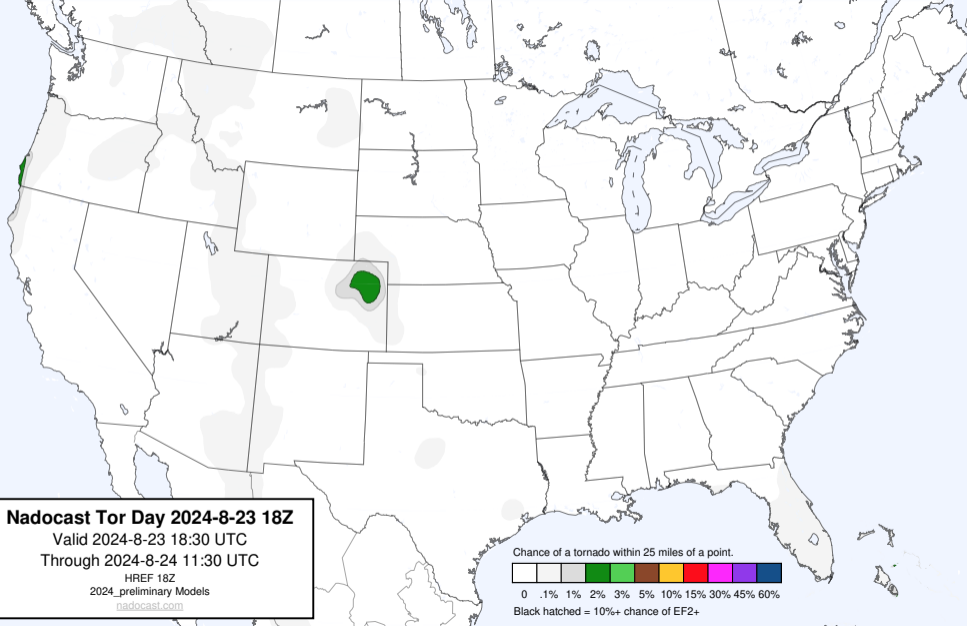 Nadocast Tor Day 2024-8-23 18Z
Valid 2024-8-23 18:30 UTC
Through 2024-8-24 11:30 UTC
HREF 18Z
2024_preliminary Models
nadocast.com
Chance of a tornado within 25 miles of a point.
0 .1% 1% 2% 3% 5% 10% 15% 30% 45% 60%
Black hatched = 10%+ chance of EF2+